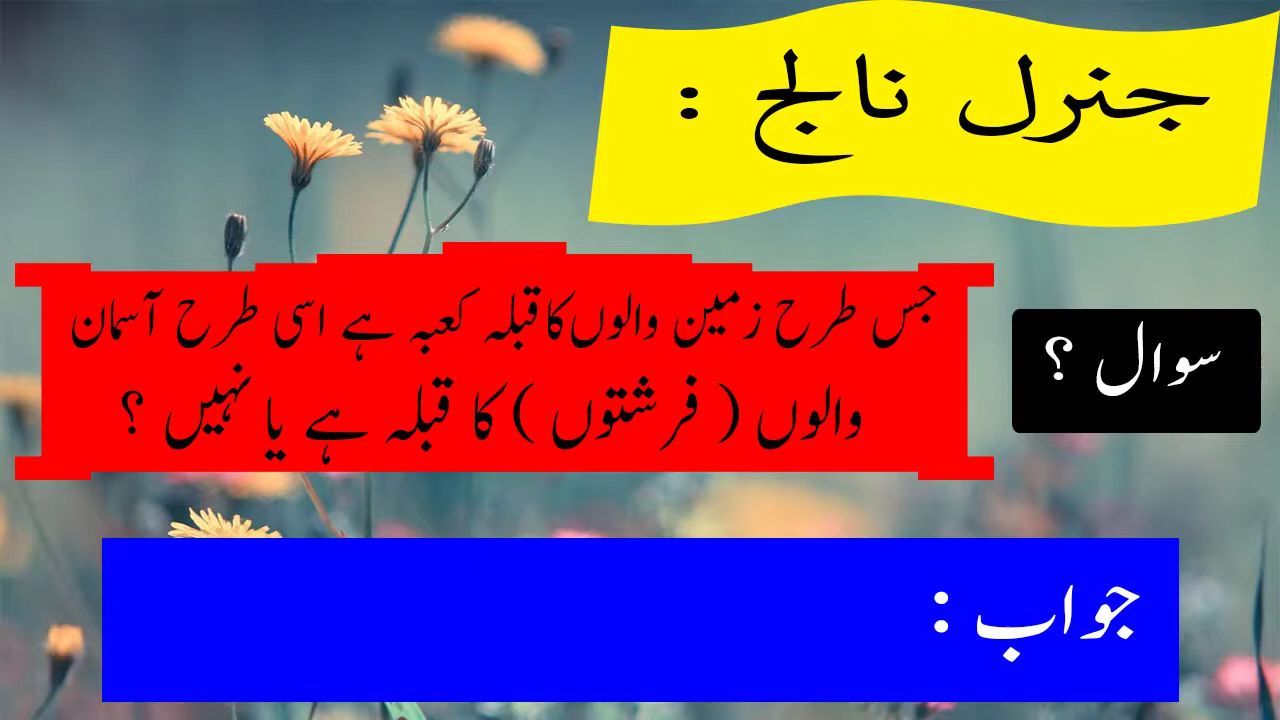 جنرل نالج :
جس طرح زمین والوں کا قبلہ کعبہ ہے اسی طرح آسمان
والوں ( فرشتوں ) کا قبلہ ہے یا نہیں ؟
سوال ؟
جواب :